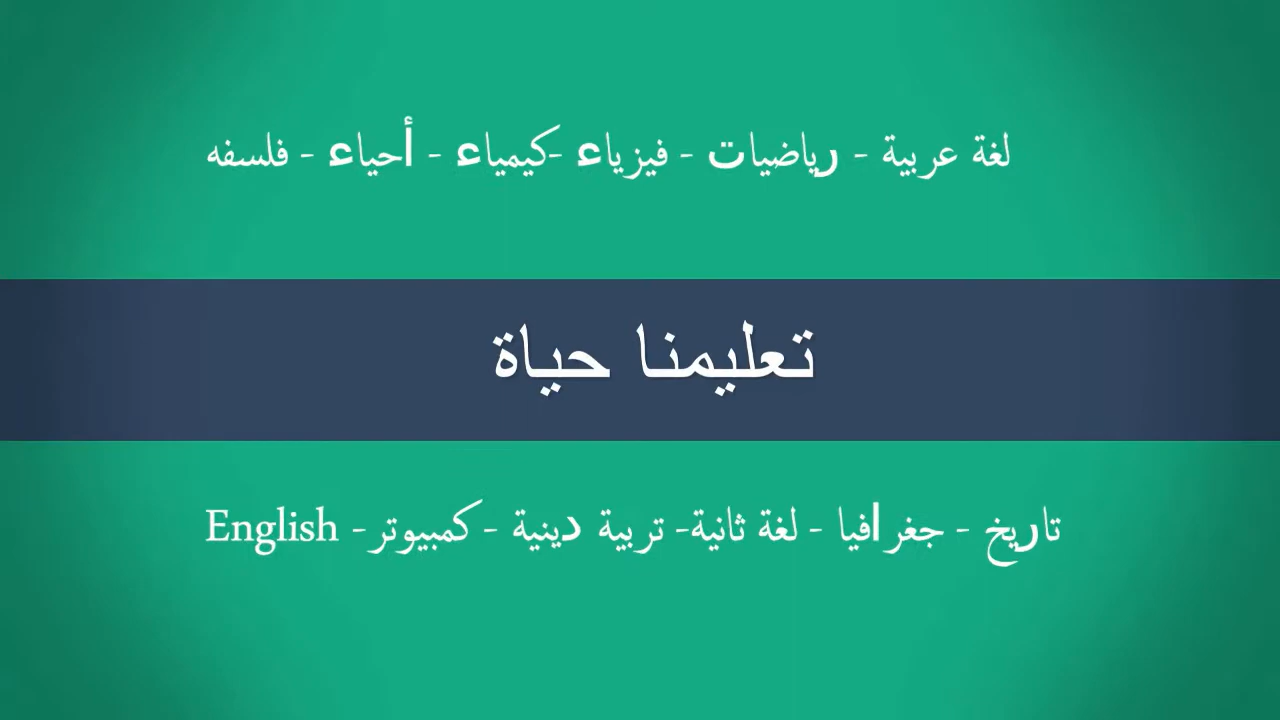 لغة عربية - رياضيات - فيزياء -كيمياء - أحياء - فلسفه
تعليمنا حياة
تاريخ - جغرافيا - لغة ثانية- تربية دينية - كمبيوتر- English